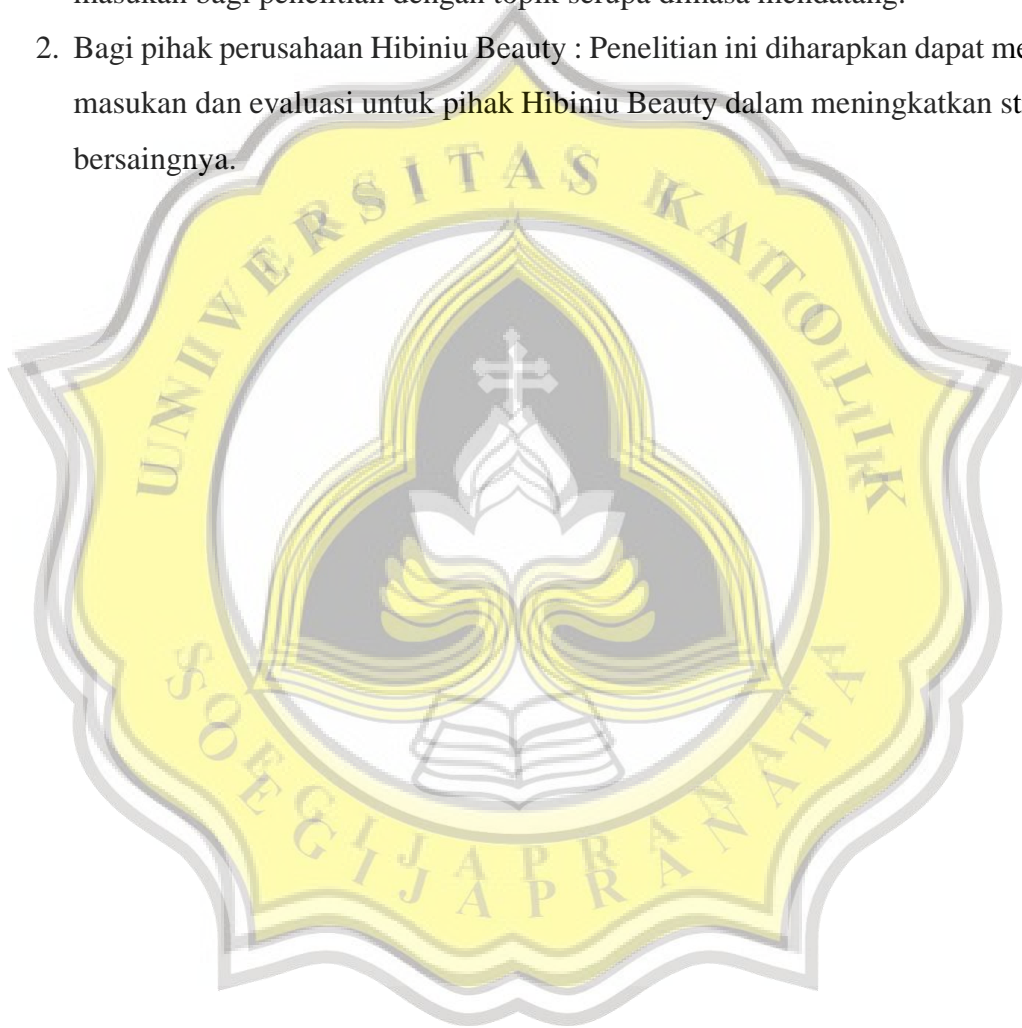 masukan bagi penelitian dengan topik serupa dimasa mendatang.
2. Bagi pihak perusahaan Hibiniu Beauty : Penelitian ini diharapkan dapat me
masukan dan evaluasi untuk pihak Hibiniu Beauty dalam meningkatkan st
bersaingnya.
UNIVERSITAS KATOLIK
SOEGIJAPRANATA